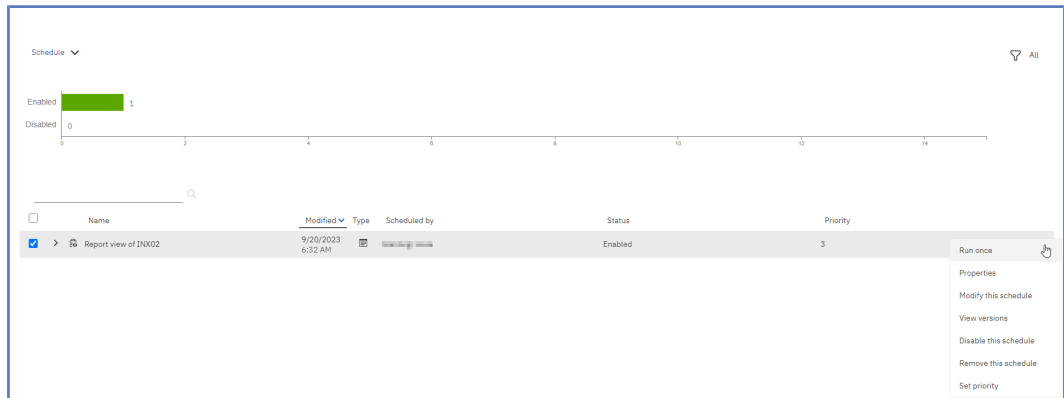 Schedule
All
Enabled 1
Disabled 0
0 2 4 6 8 10 12 14
Name Modified Type Scheduled by Status Priority
Report view of INX02 9/20/2023 Enabled 3
6:32 AM
Run once
Properties
Modify this schedule
View versions
Disable this schedule
Remove this schedule
Set priority